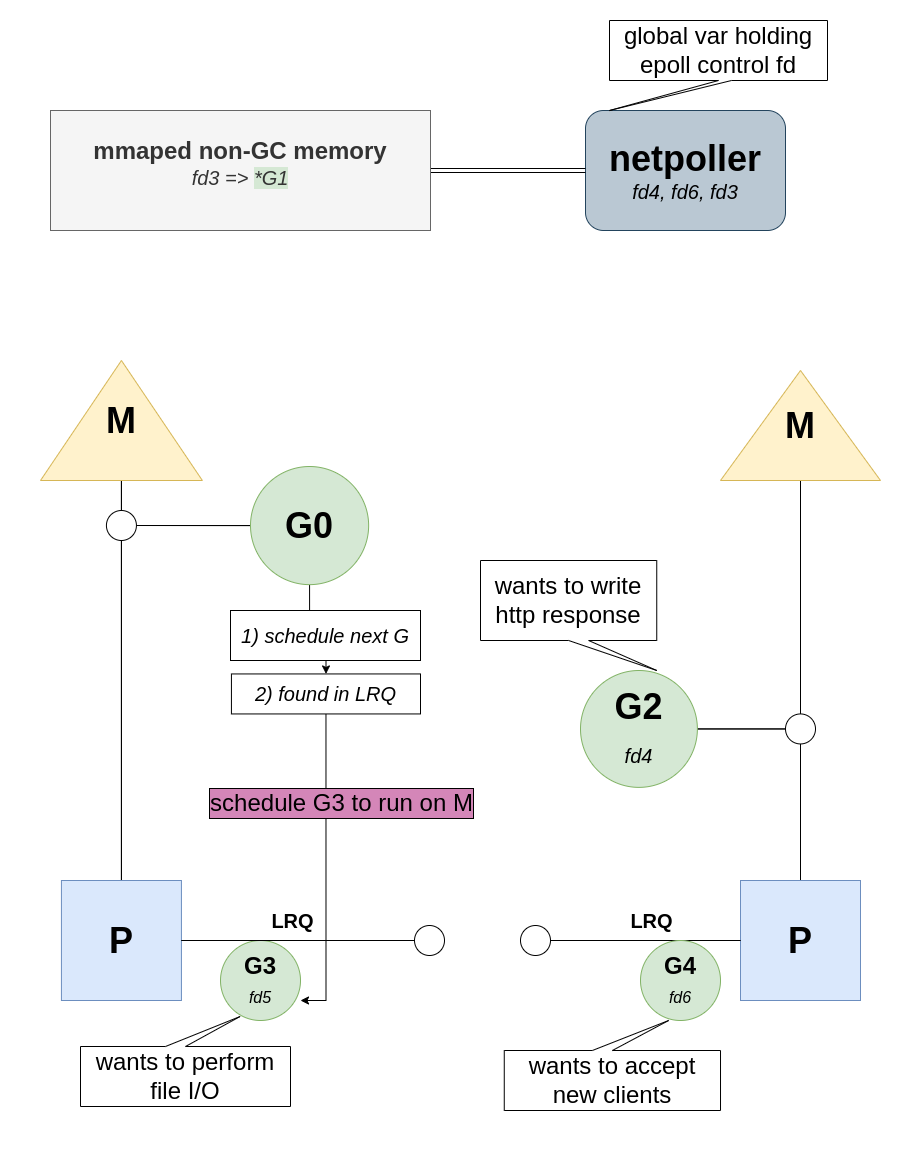 global var holding
epoll control fd
mmaped non-GC memory
fd3 => *G1
netpoller
fd4, fd6, fd3
M
M
G0
1) schedule next G
2) found in LRQ
wants to write
http response
G2
fd4
schedule G3 to run on M
P
LRQ
G3
fd5
wants to perform
file I/O
LRQ
P
G4
fd6
wants to accept
new clients